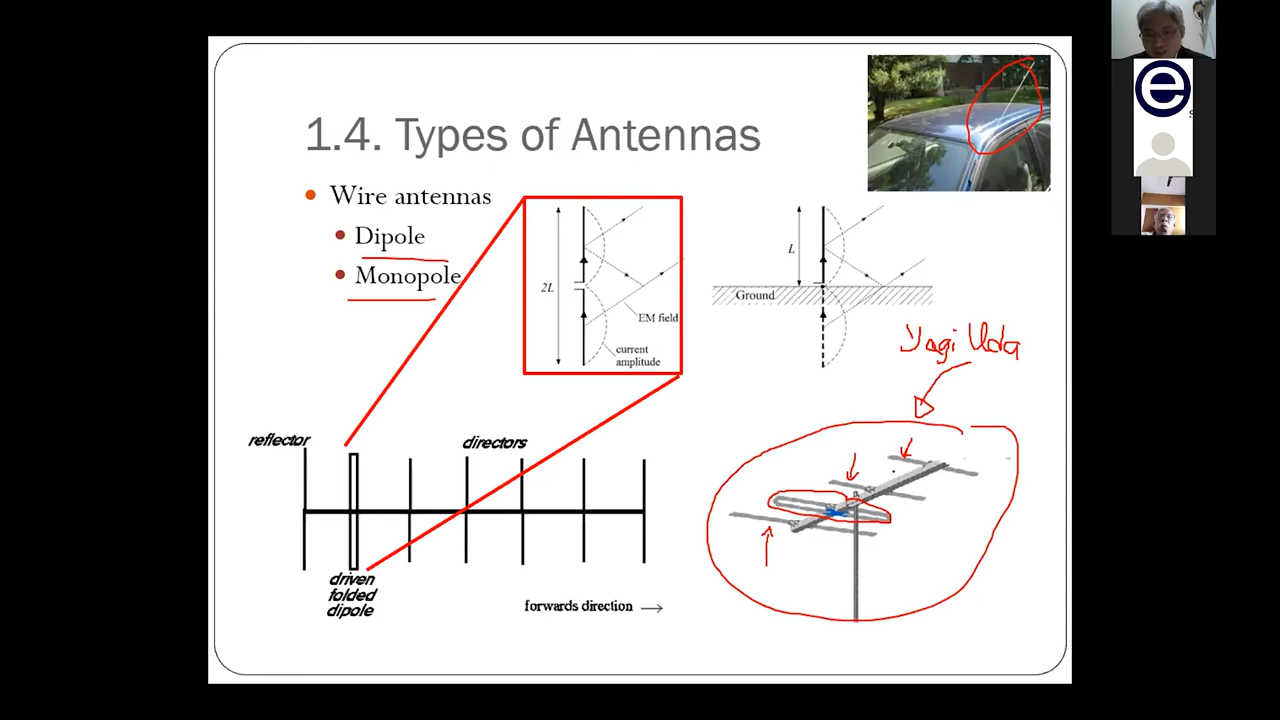 1.4. Types of Antennas
Wire antennas
Dipole
Monopole
2L
EM field
current
amplitude
L
Ground
Yagi Uda
reflector
directors
driven
folded
dipole
forwards direction
e
s